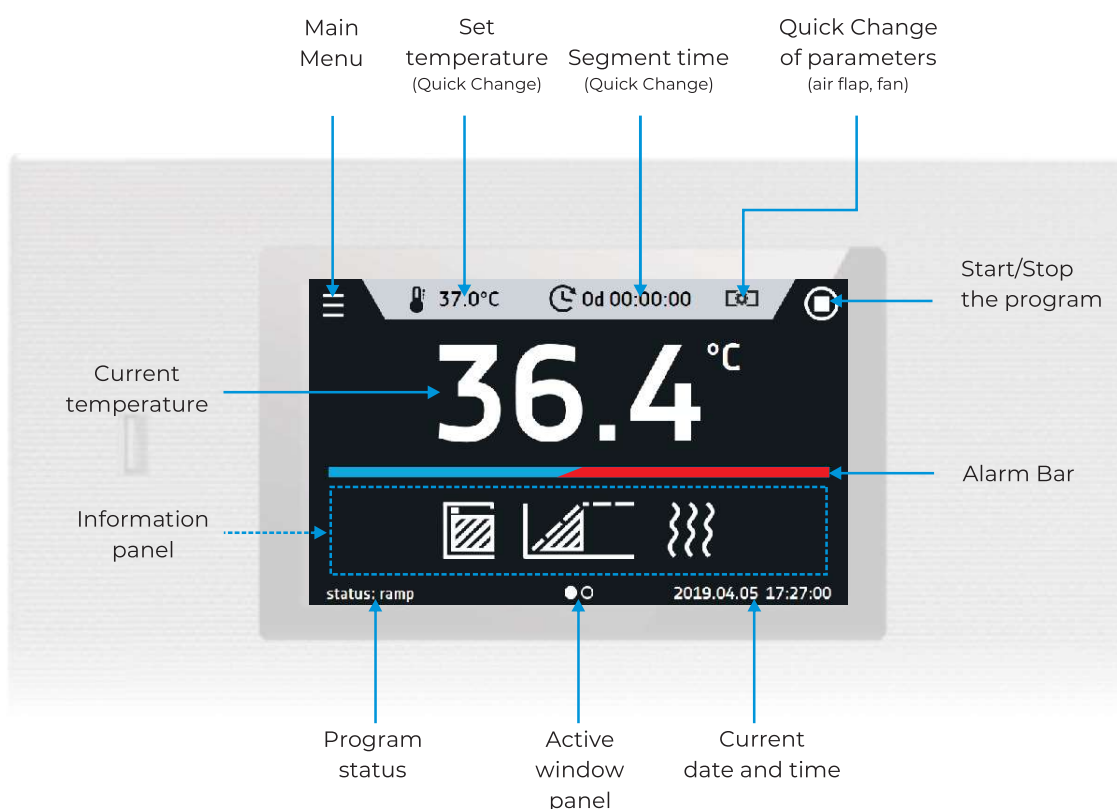 Main
Menu
Set
temperature
(Quick Change)
Segment time
(Quick Change)
Quick Change
of parameters
(air flap, fan)
Start/Stop
the program
37.0°C
0d 00:00:00
36.4 °C
Current
temperature
Alarm Bar
Information
panel
status: ramp
2019.04.05 17:27:00
Program
status
Active
window
panel
Current
date and time